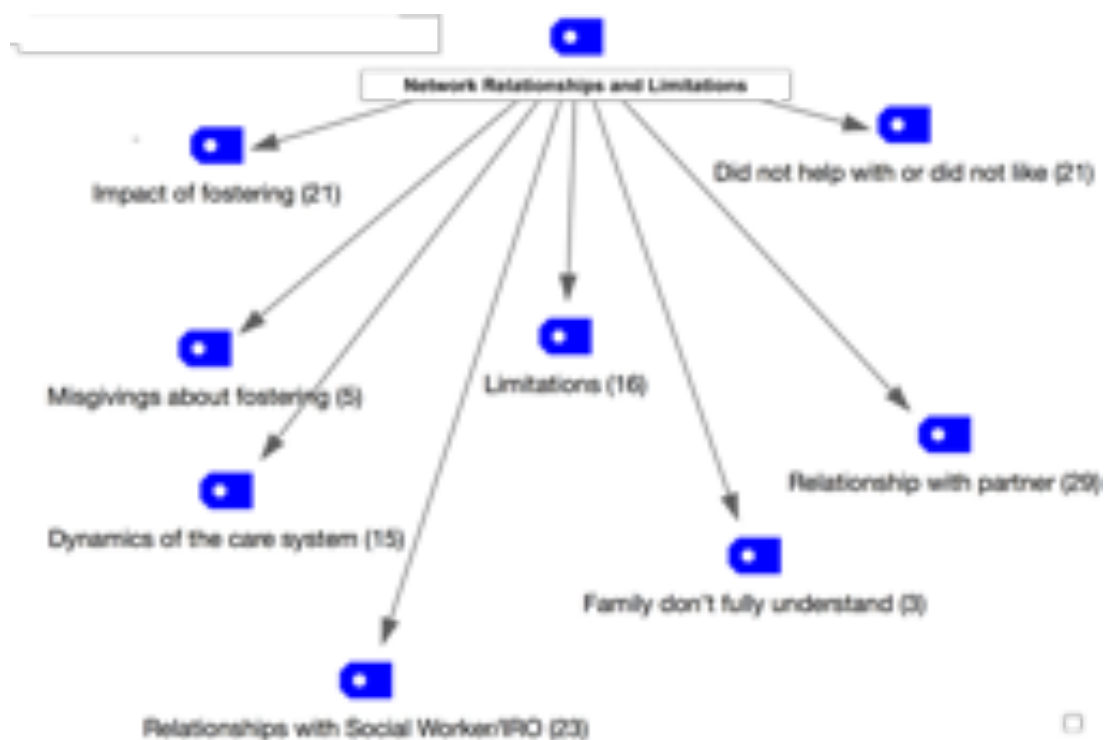 Network Relationships and Limitations
Impact of fostering (21)
Did not help with or did not like (21)
Misgivings about fostering (5)
Limitations (16)
Relationship with partner (29)
Dynamics of the care system (15)
Family don't fully understand (3)
Relationships with Social Worker/IRO (23)